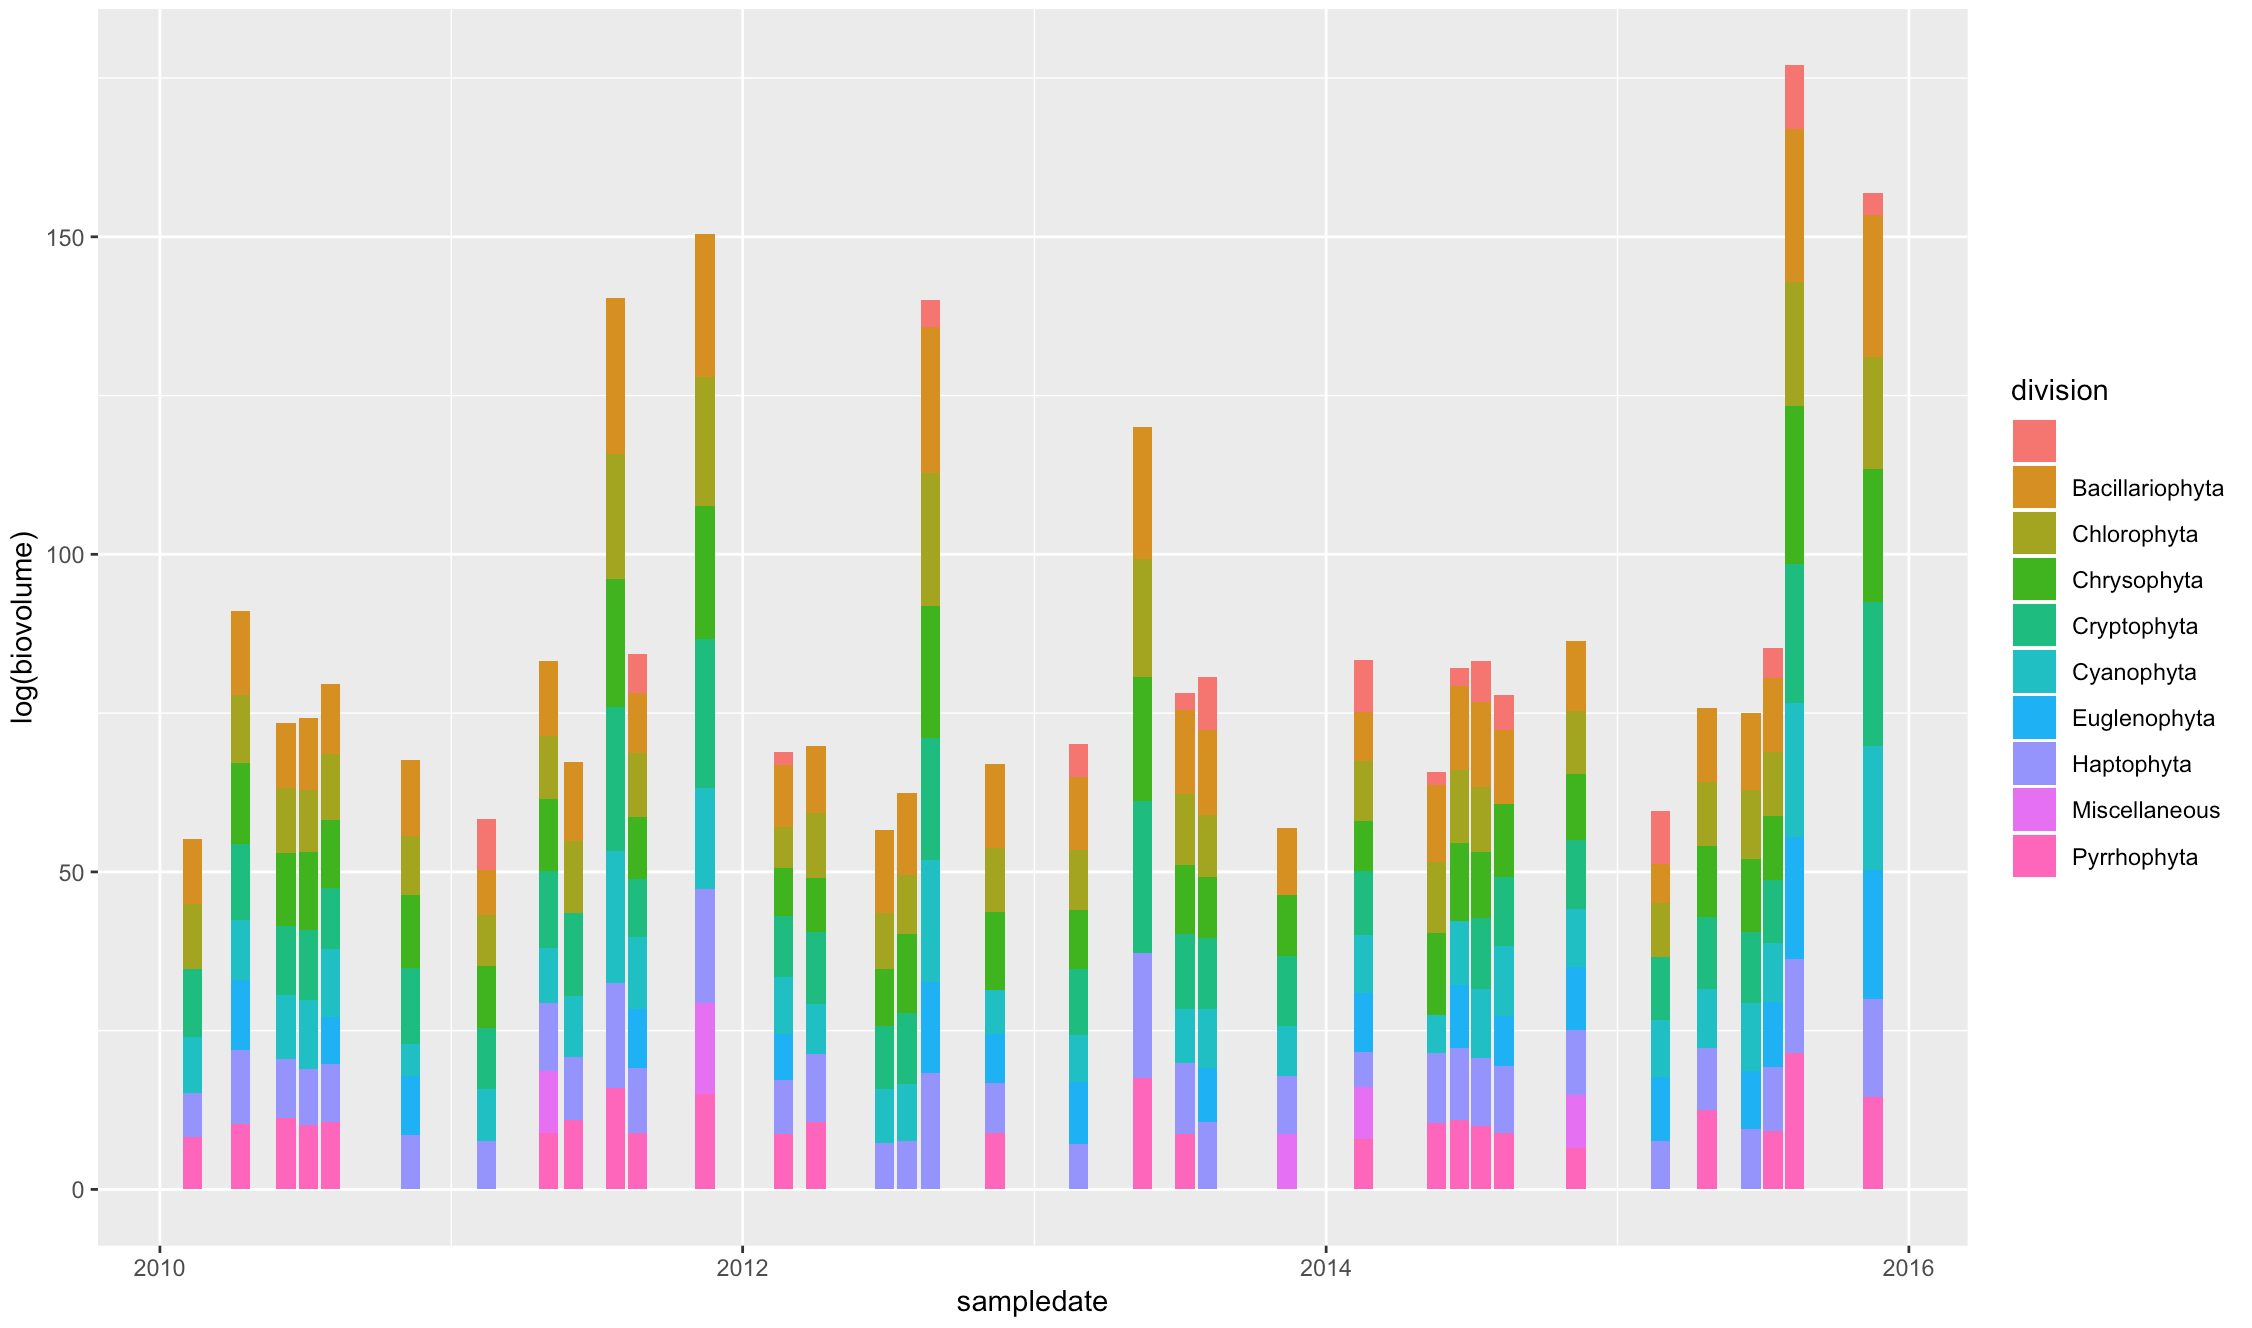 log(biovolume)
150
100
50
0
2010
2012
2014
2016
sampledate
division
Bacillariophyta
Chlorophyta
Chrysophyta
Cryptophyta
Cyanophyta
Euglenophyta
Haptophyta
Miscellaneous
Pyrrhophyta